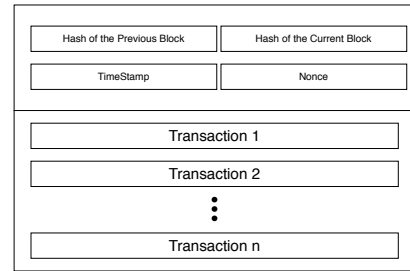 Hash of the Previous Block
Hash of the Current Block
TimeStamp
Nonce
Transaction 1
Transaction 2
Transaction n